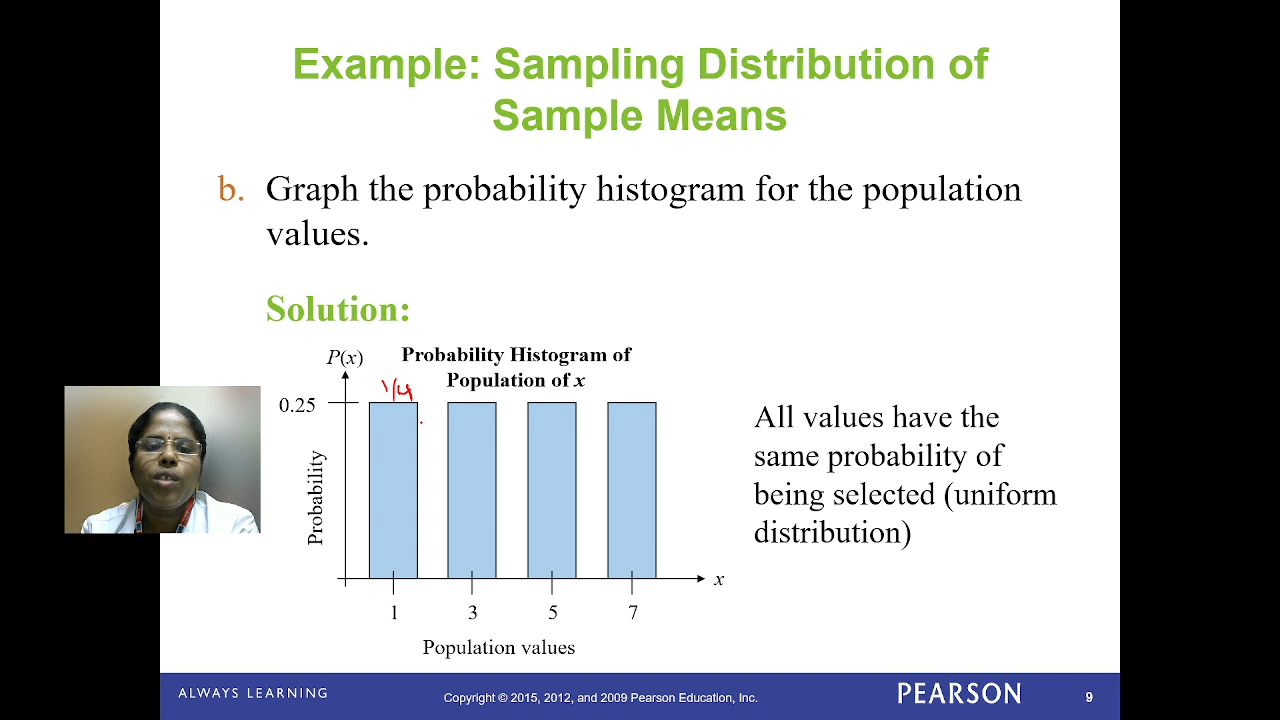 Example: Sampling Distribution of
Sample Means
b. Graph the probability histogram for the population
values.
Solution:
P(x)
Probability Histogram of
Population of x
1/4
0.25
Probability
1 3 5 7
x
Population values
All values have the
same probability of
being selected (uniform
distribution)
ALWAYS LEARNING
Copyright © 2015, 2012, and 2009 Pearson Education, Inc.
PEARSON
9